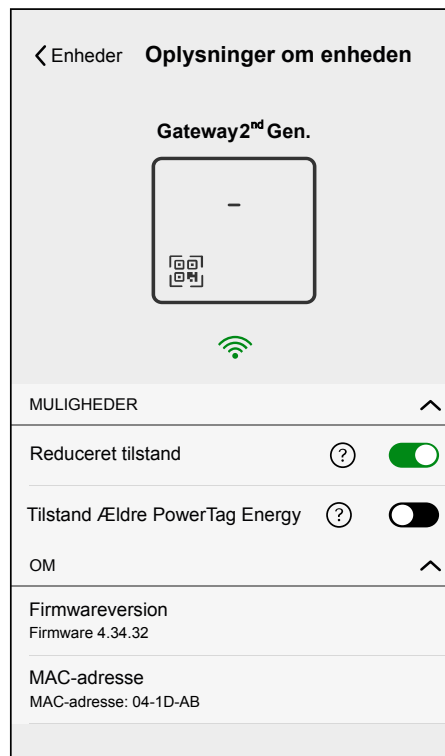 Enheder Oplysninger om enheden
Gateway 2nd Gen.
MULIGHEDER
Reduceret tilstand ?
Tilstand Ældre PowerTag Energy ?
OM
Firmwareversion
Firmware 4.34.32
MAC-adresse
MAC-adresse: 04-1D-AB